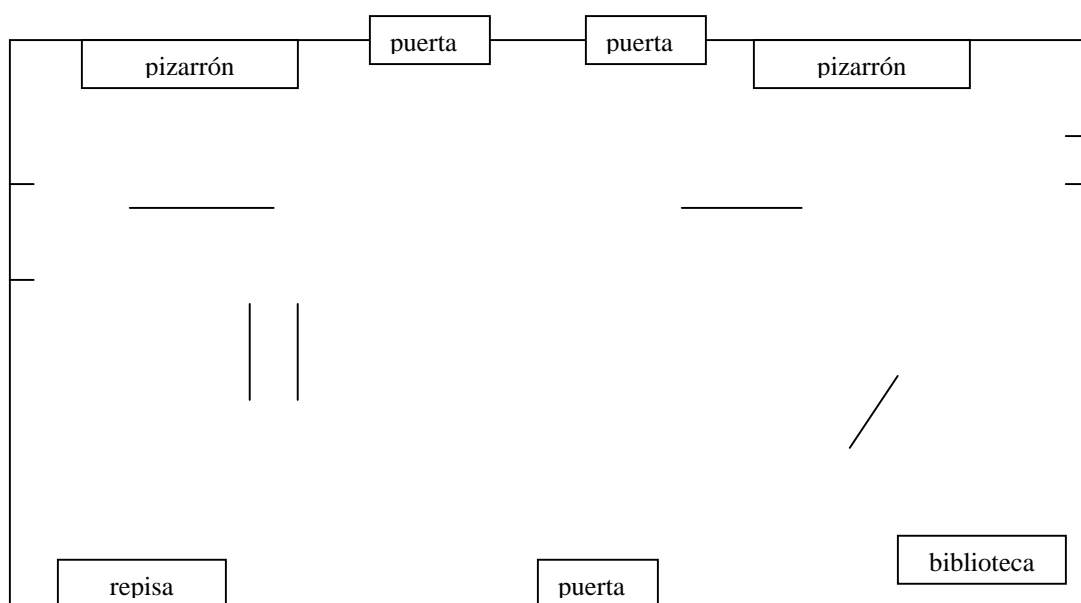 puerta
puerta
pizarrón
pizarrón
biblioteca
repisa
puerta